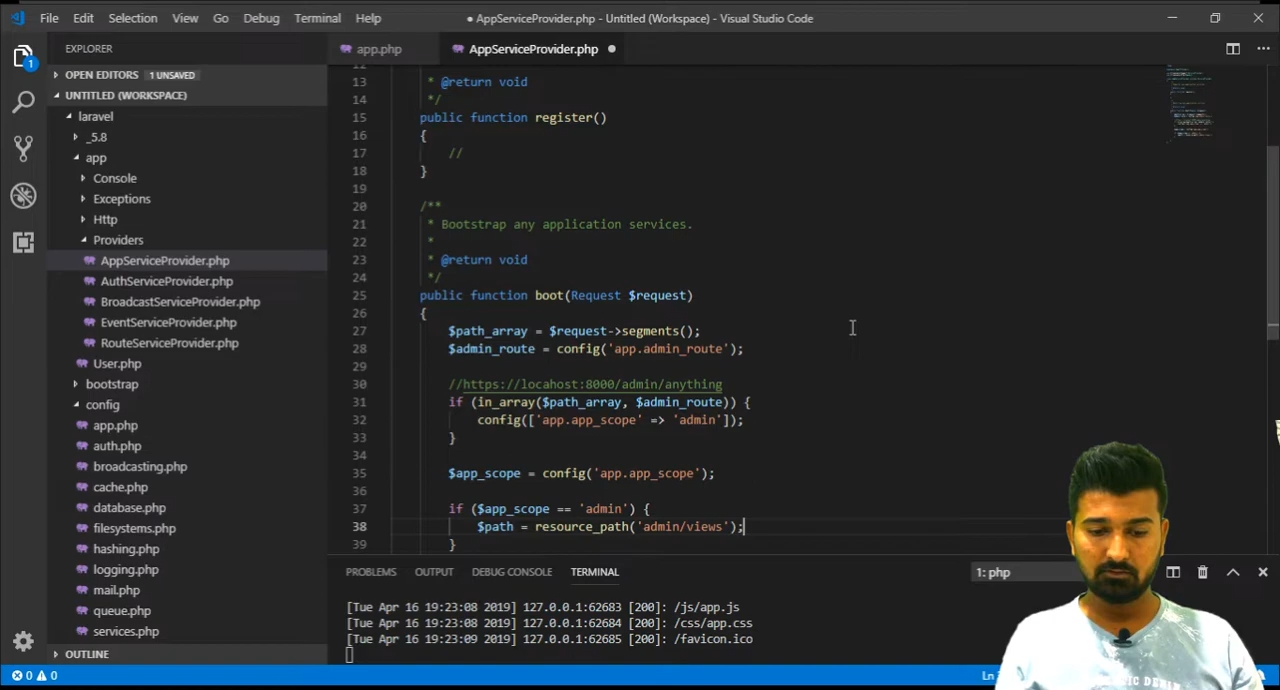 File Edit Selection View Go Debug Terminal Help
● AppServiceProvider.php - Untitled (Workspace) - Visual Studio Code
EXPLORER
OPEN EDITORS 1 UNSAVED
UNTITLED (WORKSPACE)
laravel
_5.8
app
Console
Exceptions
Http
Providers
AppServiceProvider.php
AuthServiceProvider.php
BroadcastServiceProvider.php
EventServiceProvider.php
RouteServiceProvider.php
User.php
bootstrap
config
app.php
auth.php
broadcasting.php
cache.php
database.php
filesystems.php
hashing.php
logging.php
mail.php
queue.php
services.php
OUTLINE
1
app.php
AppServiceProvider.php ●
13 * @return void
14 */
15 public function register()
16 {
17 //
18 }
19
20 /**
21 * Bootstrap any application services.
22 *
23 * @return void
24 */
25 public function boot(Request $request)
26 {
27 $path_array = $request->segments();
28 $admin_route = config('app.admin_route');
29
30 //https://locahost:8000/admin/anything
31 if (in_array($path_array, $admin_route)) {
32 config(['app.app_scope' => 'admin']);
33 }
34
35 $app_scope = config('app.app_scope');
36
37 if ($app_scope == 'admin') {
38 $path = resource_path('admin/views');
39 }
PROBLEMS OUTPUT DEBUG CONSOLE TERMINAL
1: php
[Tue Apr 16 19:23:08 2019] 127.0.0.1:62683 [200]: /js/app.js
[Tue Apr 16 19:23:08 2019] 127.0.0.1:62684 [200]: /css/app.css
[Tue Apr 16 19:23:09 2019] 127.0.0.1:62685 [200]: /favicon.ico
0 0